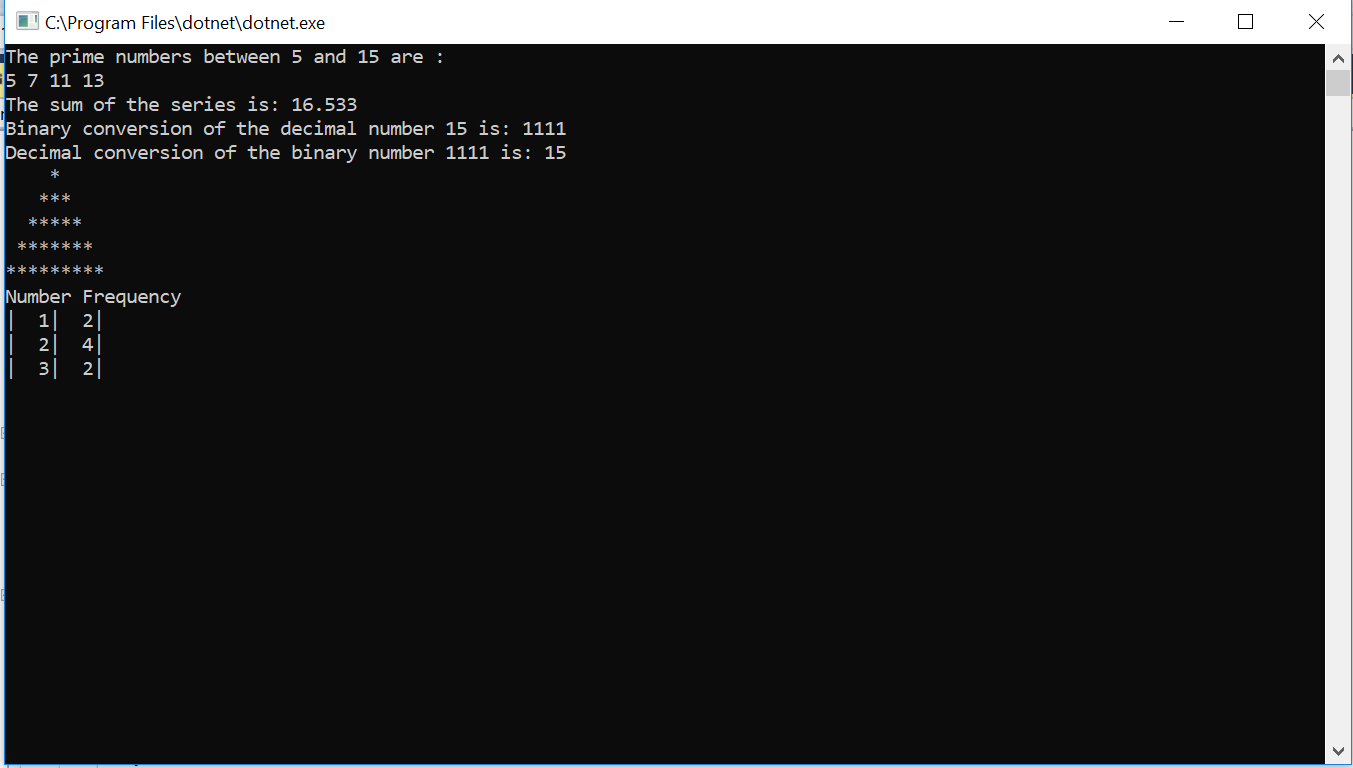 C:\Program Files\dotnet\dotnet.exe
The prime numbers between 5 and 15 are :
5 7 11 13
The sum of the series is: 16.533
Binary conversion of the decimal number 15 is: 1111
Decimal conversion of the binary number 1111 is: 15
    *
   ***
  *****
 *******
*********
Number Frequency
|  1|  2|
|  2|  4|
|  3|  2|